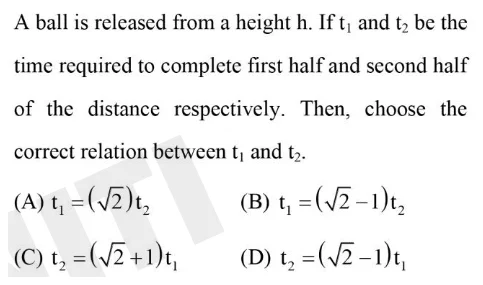 A ball is released from a height h. If t₁ and t₂ be the
time required to complete first half and second half
of the distance respectively. Then, choose the
correct relation between t₁ and t₂.
(A) t₁ = (√2)t₂ (B) t₁ = (√2 – 1)t₂
(C) t₂ = (√2 + 1)t₁ (D) t₂ = (√2 – 1)t₁